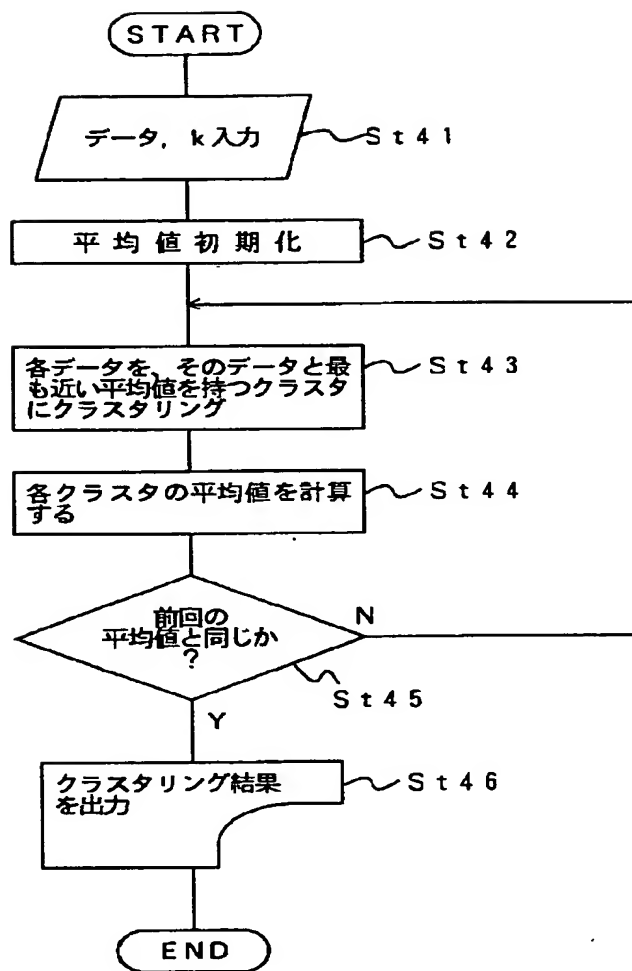 START
データ, k入力
St41
平均値初期化
St42
各データを、そのデータと最
も近い平均値を持つクラスタ
にクラスタリング
St43
各クラスタの平均値を計算
する
St44
前回の
平均値と同じか
?
N
St45
Y
クラスタリング結果
を出力
St46
END